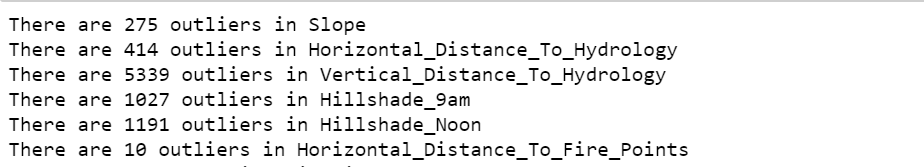 There are 275 outliers in Slope
There are 414 outliers in Horizontal_Distance_To_Hydrology
There are 5339 outliers in Vertical_Distance_To_Hydrology
There are 1027 outliers in Hillshade_9am
There are 1191 outliers in Hillshade_Noon
There are 10 outliers in Horizontal_Distance_To_Fire_Points